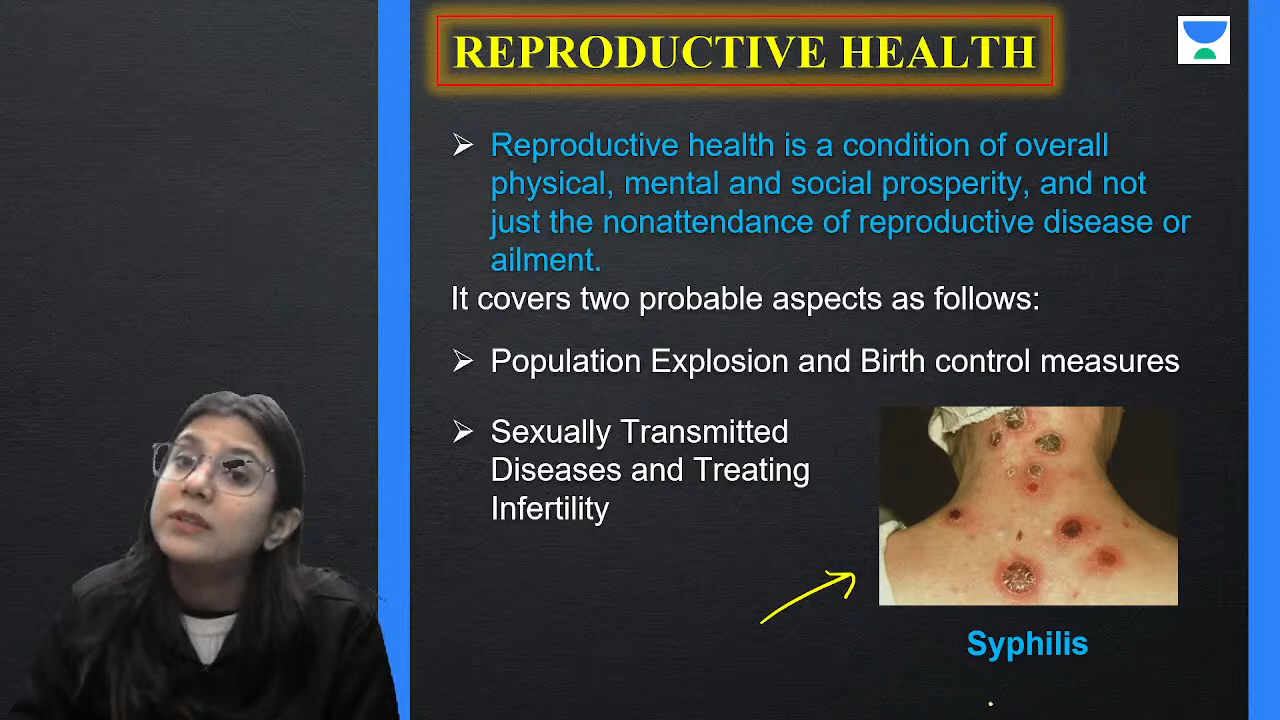 REPRODUCTIVE HEALTH
Reproductive health is a condition of overall
physical, mental and social prosperity, and not
just the nonattendance of reproductive disease or
ailment.
It covers two probable aspects as follows:
Population Explosion and Birth control measures
Sexually Transmitted
Diseases and Treating
Infertility
Syphilis